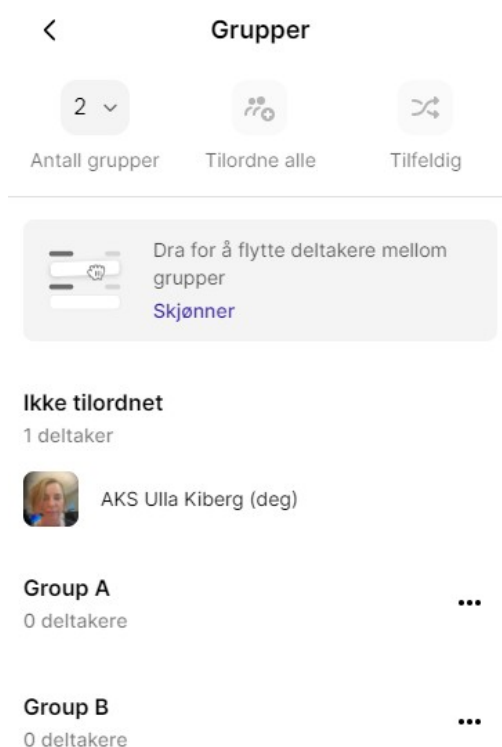 Grupper
2
Antall grupper
Tilordne alle
Tilfeldig
Dra for å flytte deltakere mellom
grupper
Skjønner
Ikke tilordnet
1 deltaker
AKS Ulla Kiberg (deg)
Group A
0 deltakere
Group B
0 deltakere